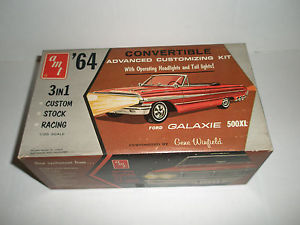 amt
'64
CONVERTIBLE
ADVANCED CUSTOMIZING KIT
With Operating Headlights and Tail lights!
3 in 1
CUSTOM
STOCK
RACING
1/25 SCALE
FORD GALAXIE 500XL
CUSTOMIZED BY Gene Winfield
amt